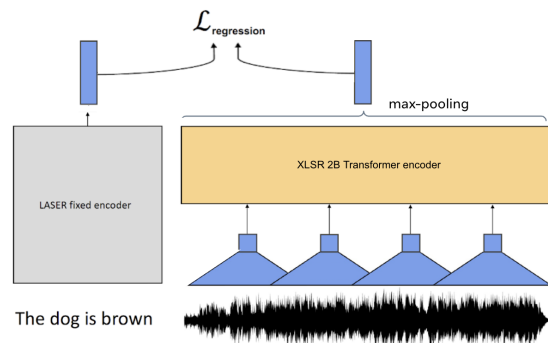 ℒregression
max-pooling
XLSR 2B Transformer encoder
LASER fixed encoder
The dog is brown